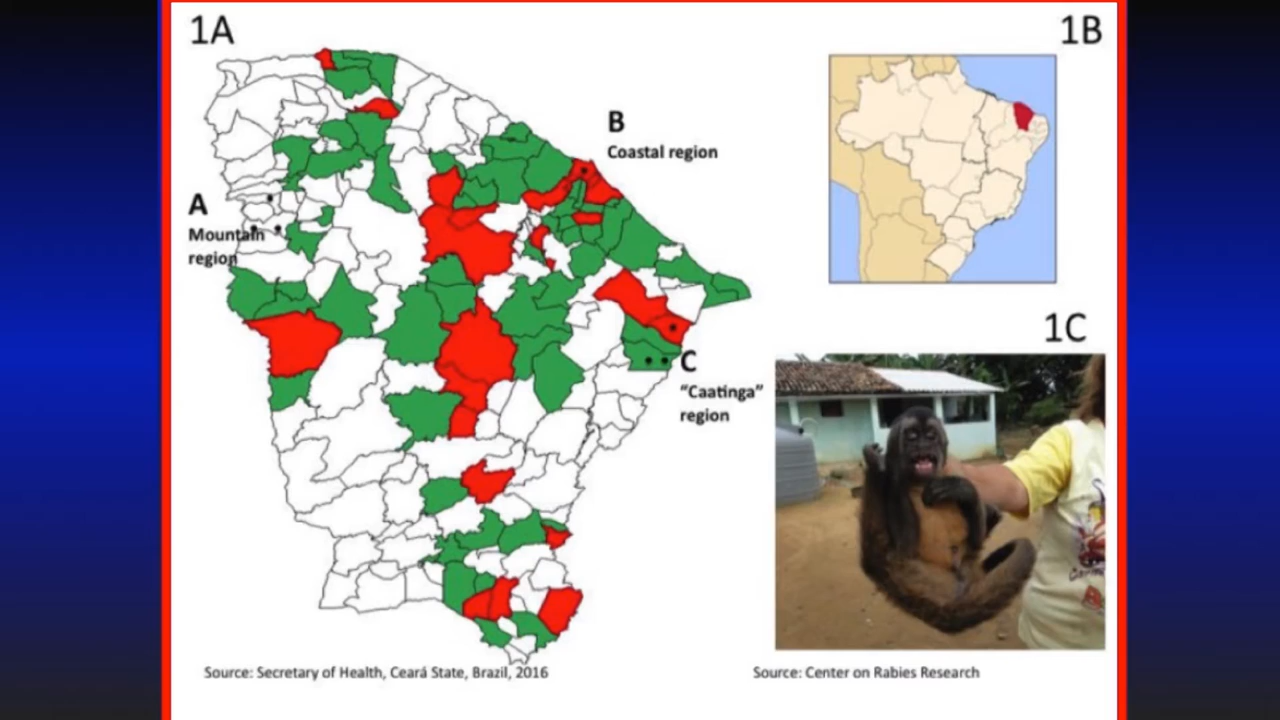 1A
1B
B
Coastal region
A
Mountain
region
1C
C
"Caatinga"
region
Source: Secretary of Health, Ceará State, Brazil, 2016
Source: Center on Rabies Research